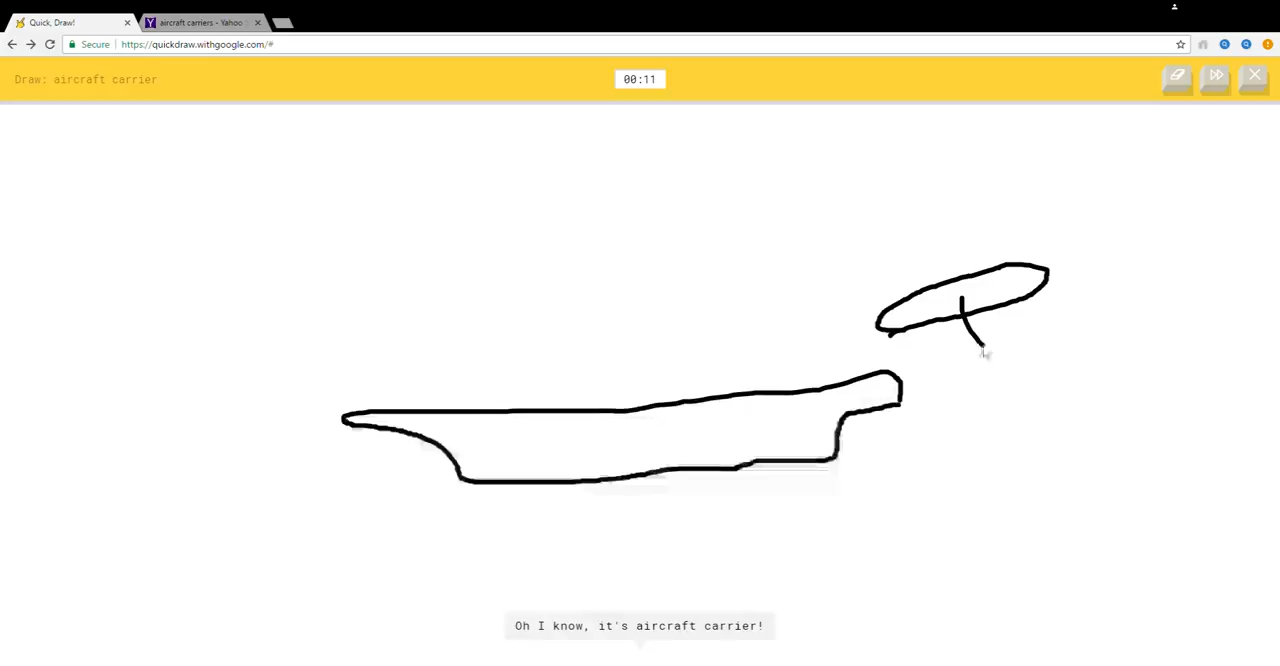 Quick, Draw!
aircraft carriers - Yahoo
Secure
https://quickdraw.withgoogle.com/#
Draw: aircraft carrier
00:11
Oh I know, it's aircraft carrier!